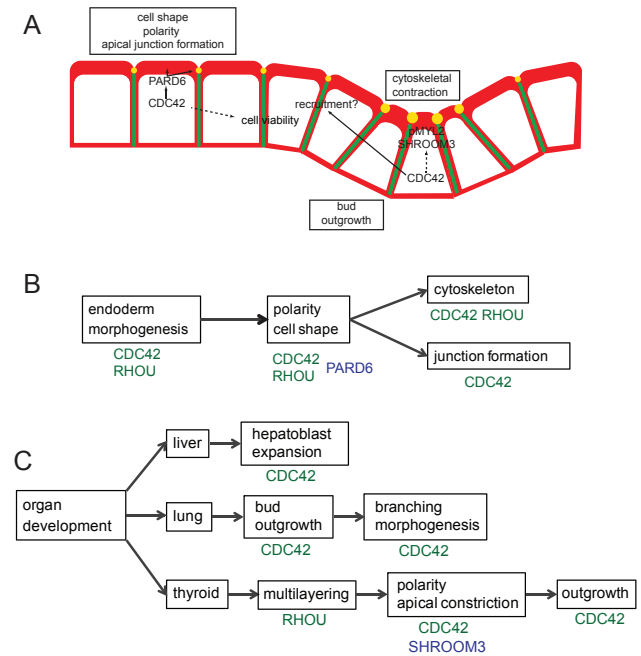 A
cell shape
polarity
apical junction formation
PARD6
CDC42
cell viability
recruitment?
cytoskeletal
contraction
pMYL2
SHROOM3
CDC42
bud
outgrowth
B
endoderm
morphogenesis
CDC42
RHOU
polarity
cell shape
CDC42
RHOU
PARD6
cytoskeleton
CDC42 RHOU
junction formation
CDC42
C
organ
development
liver
hepatoblast
expansion
CDC42
lung
bud
outgrowth
CDC42
branching
morphogenesis
CDC42
thyroid
multilayering
RHOU
polarity
apical constriction
CDC42
SHROOM3
outgrowth
CDC42